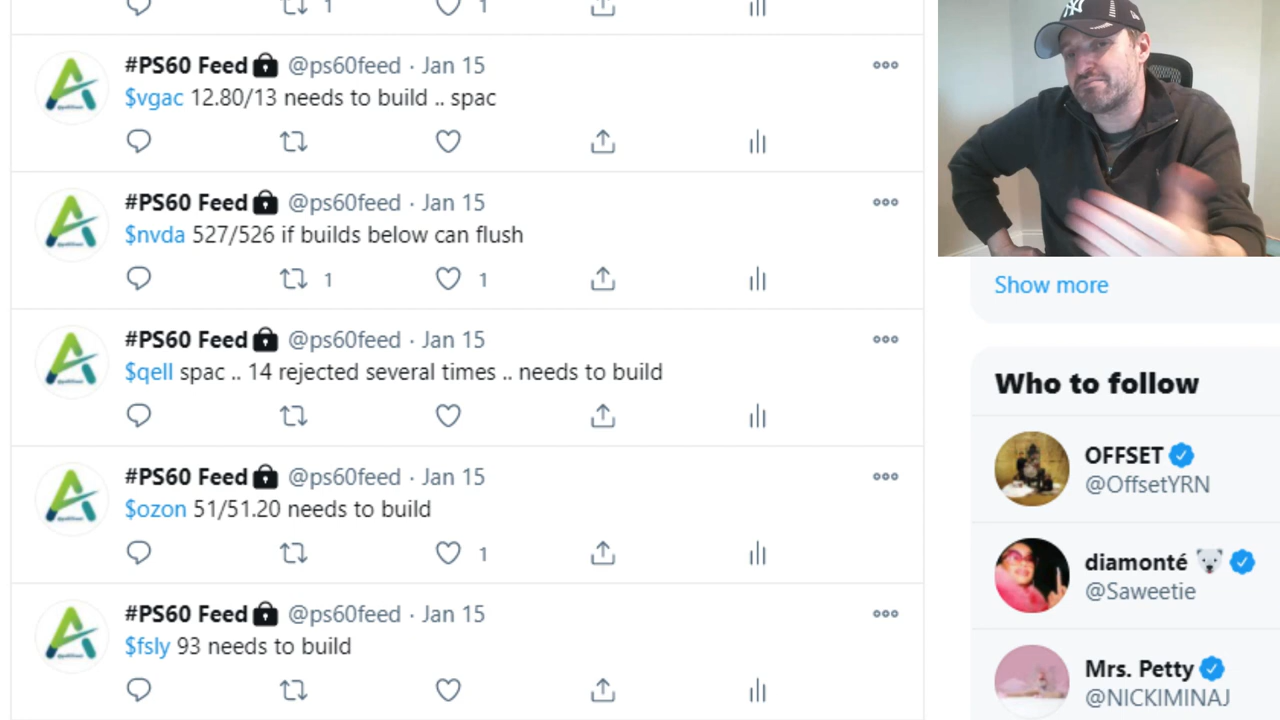 1 1
#PS60 Feed @ps60feed · Jan 15
$vgac 12.80/13 needs to build .. spac
#PS60 Feed @ps60feed · Jan 15
$nvda 527/526 if builds below can flush
1 1
#PS60 Feed @ps60feed · Jan 15
$qell spac .. 14 rejected several times .. needs to build
#PS60 Feed @ps60feed · Jan 15
$ozon 51/51.20 needs to build
1
#PS60 Feed @ps60feed · Jan 15
$fsly 93 needs to build
NY
Show more
Who to follow
OFFSET
@OffsetYRN
diamonté
@Saweetie
Mrs. Petty
@NICKIMINAJ